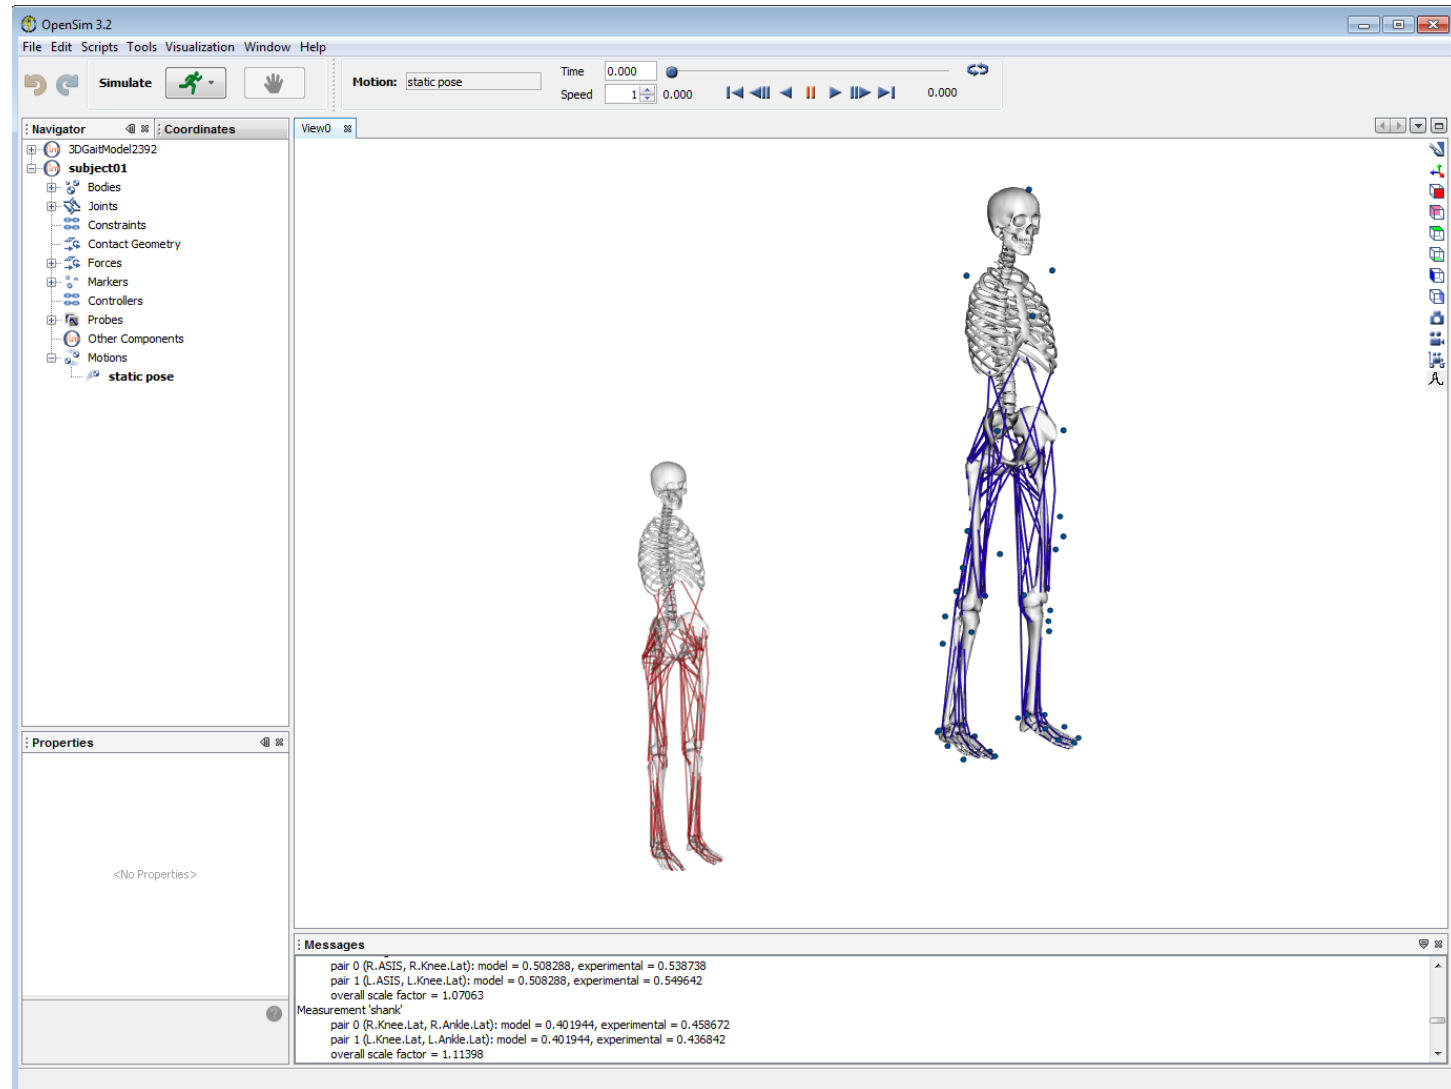 OpenSim 3.2
File Edit Scripts Tools Visualization Window Help
Simulate
Motion: static pose
Time 0.000
Speed 1 0.000
0.000
Navigator
Coordinates
View0
3DGaitModel2392
subject01
Bodies
Joints
Constraints
Contact Geometry
Forces
Markers
Controllers
Probes
Other Components
Motions
static pose
Properties
<No Properties>
Messages
pair 0 (R.ASIS, R.Knee.Lat): model = 0.508288, experimental = 0.538738
pair 1 (L.ASIS, L.Knee.Lat): model = 0.508288, experimental = 0.549642
overall scale factor = 1.07063
Measurement 'shank'
pair 0 (R.Knee.Lat, R.Ankle.Lat): model = 0.401944, experimental = 0.458672
pair 1 (L.Knee.Lat, L.Ankle.Lat): model = 0.401944, experimental = 0.436842
overall scale factor = 1.11398